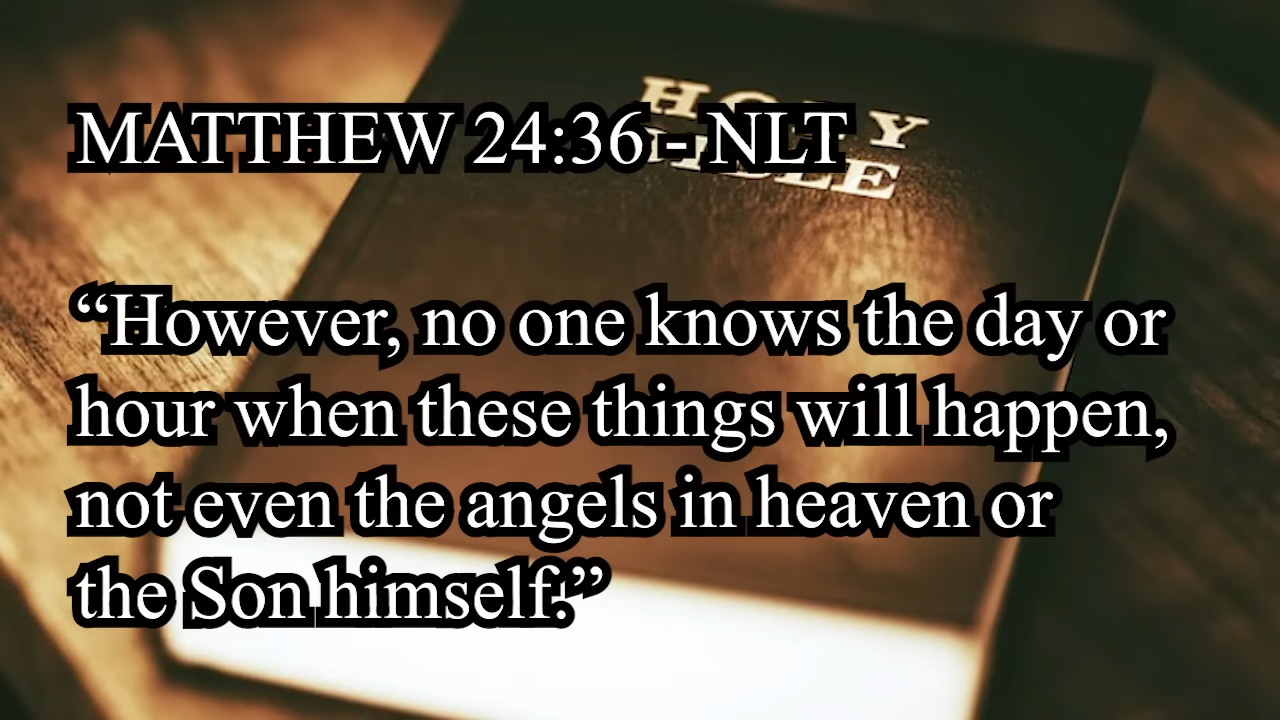 MATTHEW 24:36 - NLT
HOLY
BIBLE
“However, no one knows the day or
hour when these things will happen,
not even the angels in heaven or
the Son himself.”